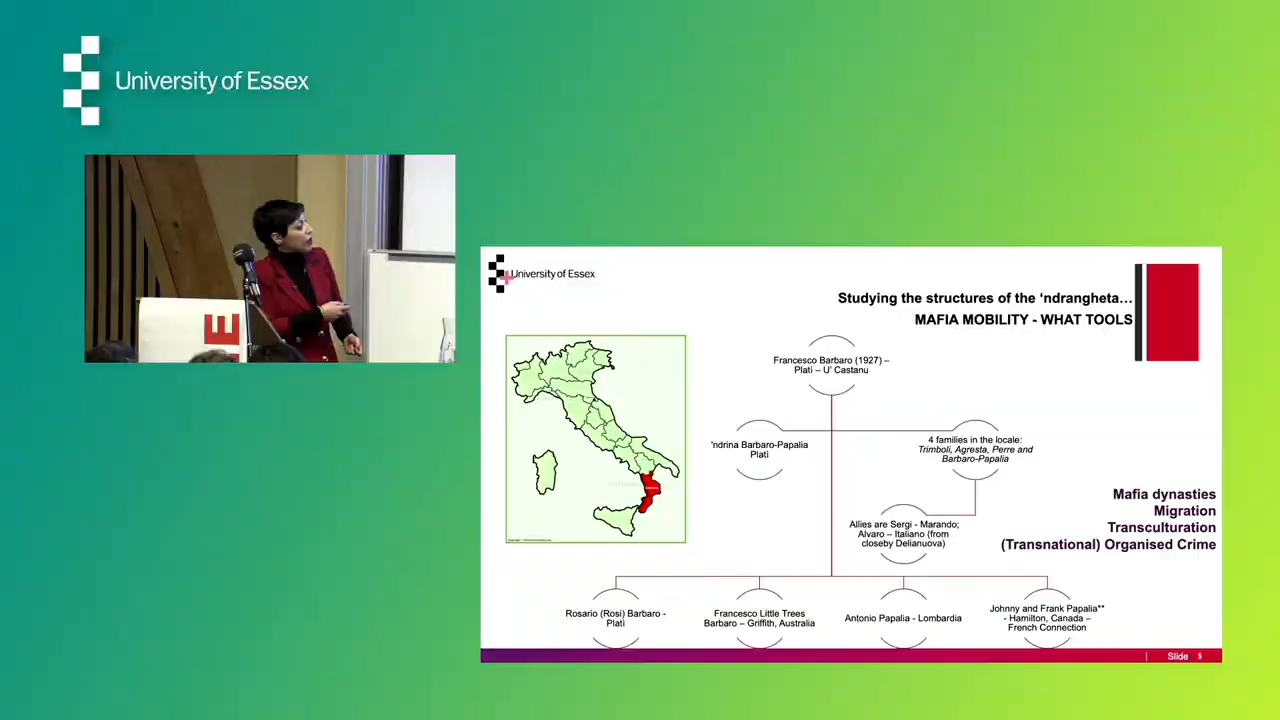 University of Essex
E
University of Essex
Studying the structures of the ‘ndrangheta…
MAFIA MOBILITY - WHAT TOOLS
Francesco Barbaro (1927) –
Platì – U’ Castanu
'ndrina Barbaro-Papalia
Platì
4 families in the locale:
Trimboli, Agresta, Perre and
Barbaro-Papalia
Mafia dynasties
Migration
Transculturation
(Transnational) Organised Crime
Allies are Sergi - Marando;
Alvaro – Italiano (from
closeby Delianuova)
Rosario (Rosi) Barbaro -
Platì
Francesco Little Trees
Barbaro – Griffith, Australia
Antonio Papalia - Lombardia
Johnny and Frank Papalia**
- Hamilton, Canada –
French Connection
Slide 5